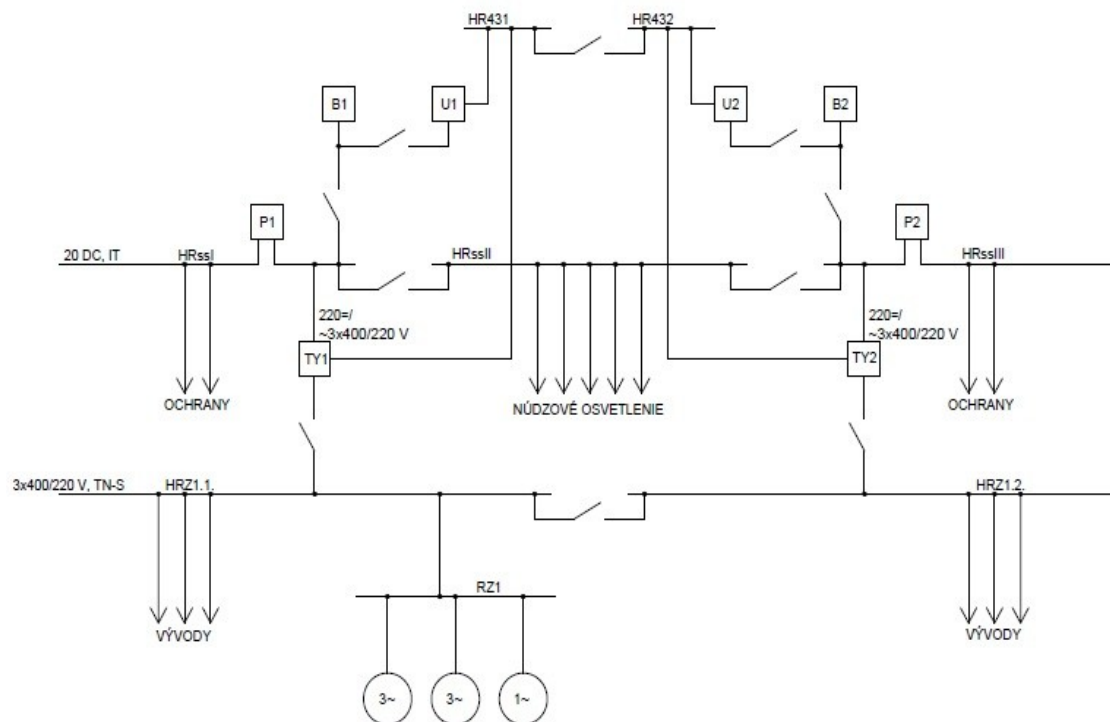 HR431
HR432
B1
U1
U2
B2
P1
P2
20 DC, IT
HRssI
HRssII
HRssIII
220=/
~3x400/220 V
220=/
~3x400/220 V
TY1
TY2
OCHRANY
NÚDZOVÉ OSVETLENIE
OCHRANY
3x400/220 V, TN-S
HRZ1.1.
HRZ1.2.
RZ1
VÝVODY
VÝVODY
3~
3~
1~